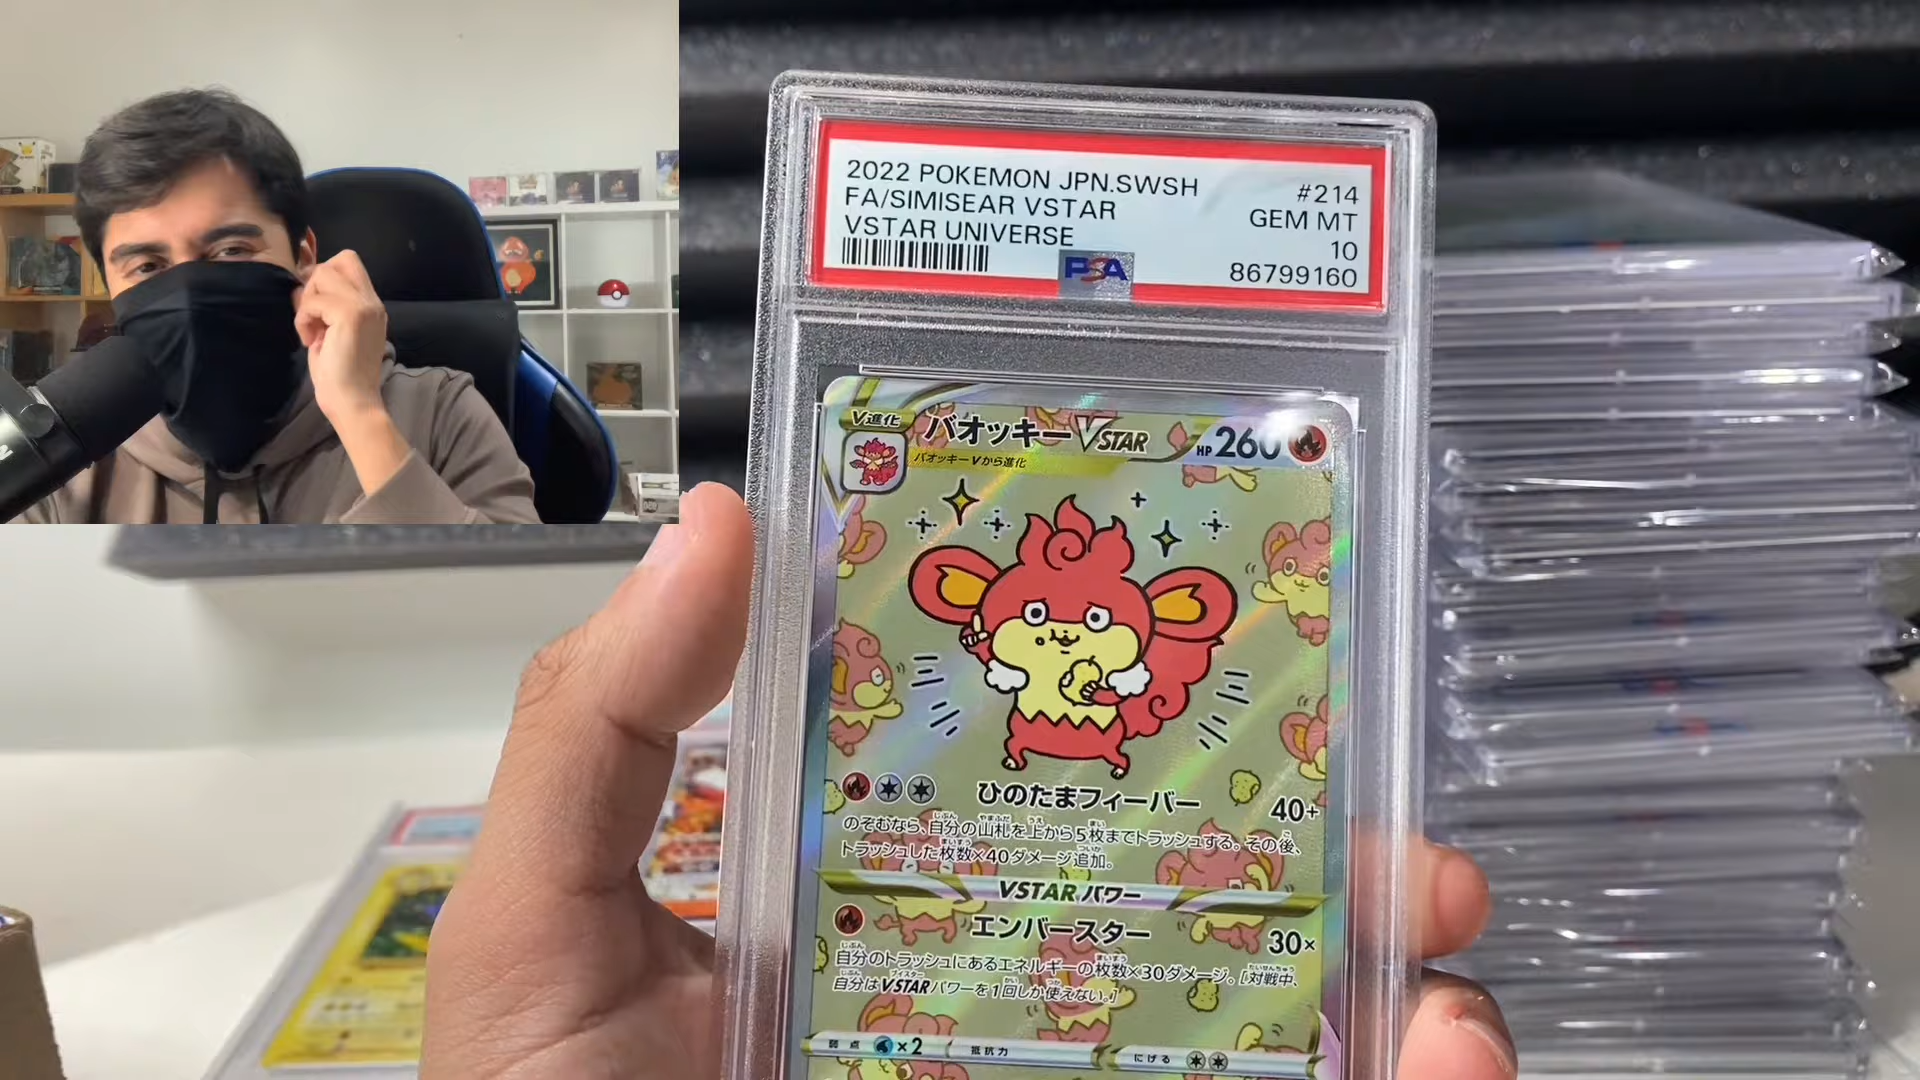 2022 POKEMON JPN.SWSH
FA/SIMISEAR VSTAR
VSTAR UNIVERSE
#214
GEM MT
10
86799160
PSA
V進化
バオッキーVSTAR
HP 260
バオッキーVから進化
ひのたまフィーバー 40+
のぞむなら、自分の山札を上から5枚までトラッシュする。その後、
トラッシュした枚数×40ダメージ追加。
VSTARパワー
エンバースター 30×
自分のトラッシュにあるエネルギーの枚数×30ダメージ。[対戦中、
自分はVSTARパワーを1回しか使えない。]
弱点 ×2 抵抗力 にげる